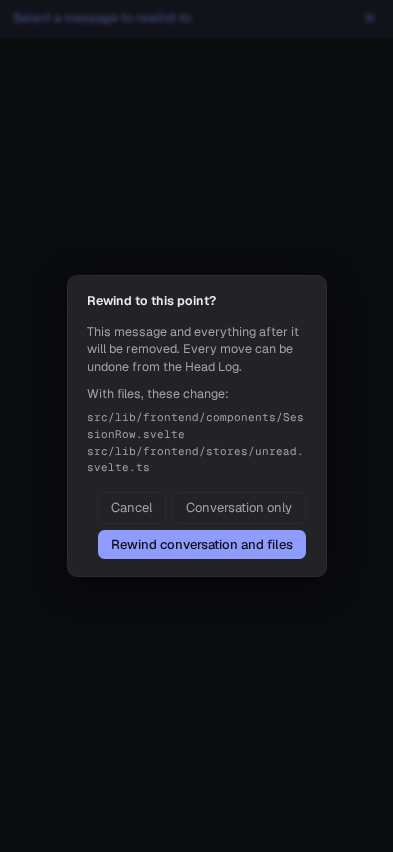 Select a message to rewind to
Rewind to this point?
This message and everything after it
will be removed. Every move can be
undone from the Head Log.
With files, these change:
src/lib/frontend/components/Ses
sionRow.svelte
src/lib/frontend/stores/unread.
svelte.ts
Cancel
Conversation only
Rewind conversation and files